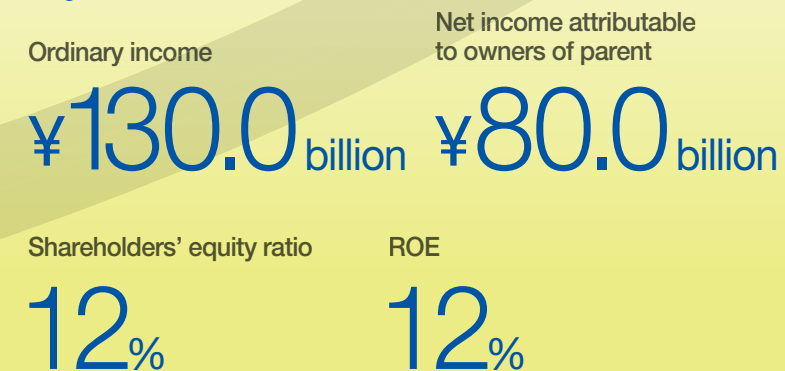 Ordinary income
¥130.0 billion
Net income attributable
to owners of parent
¥80.0 billion
Shareholders' equity ratio
12%
ROE
12%